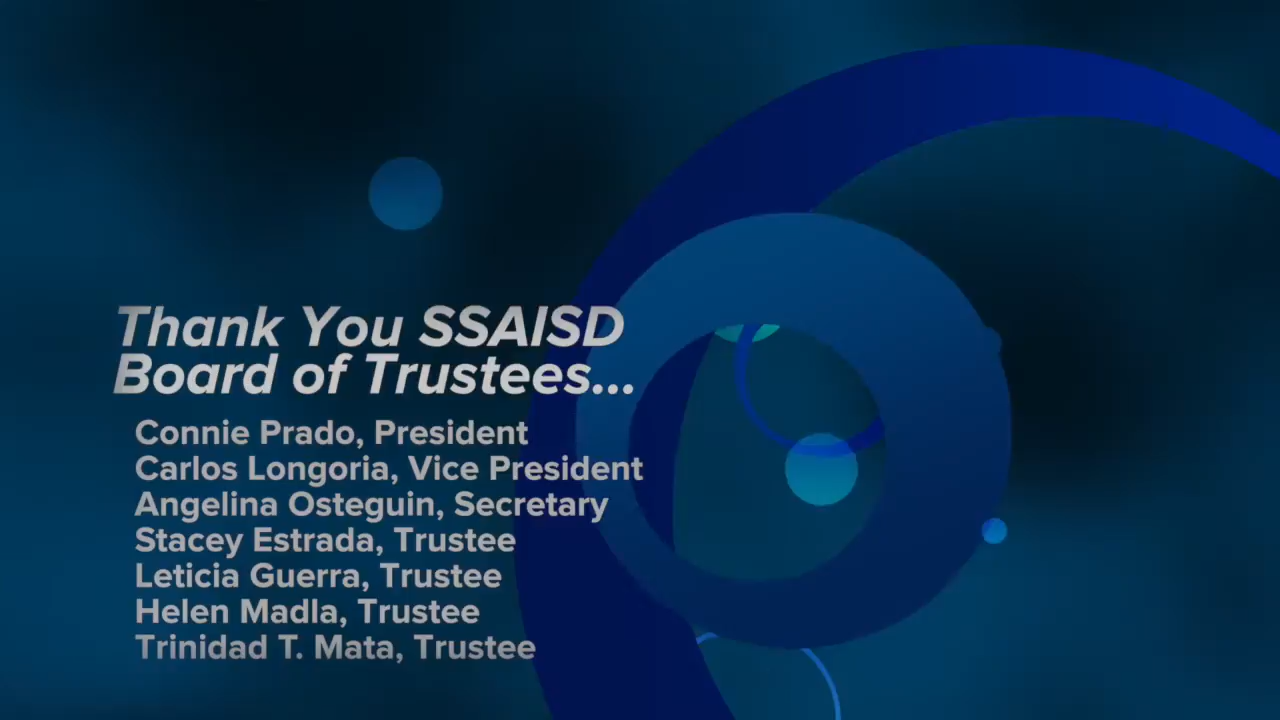 Thank You SSAISD
Board of Trustees...
Connie Prado, President
Carlos Longoria, Vice President
Angelina Osteguin, Secretary
Stacey Estrada, Trustee
Leticia Guerra, Trustee
Helen Madla, Trustee
Trinidad T. Mata, Trustee